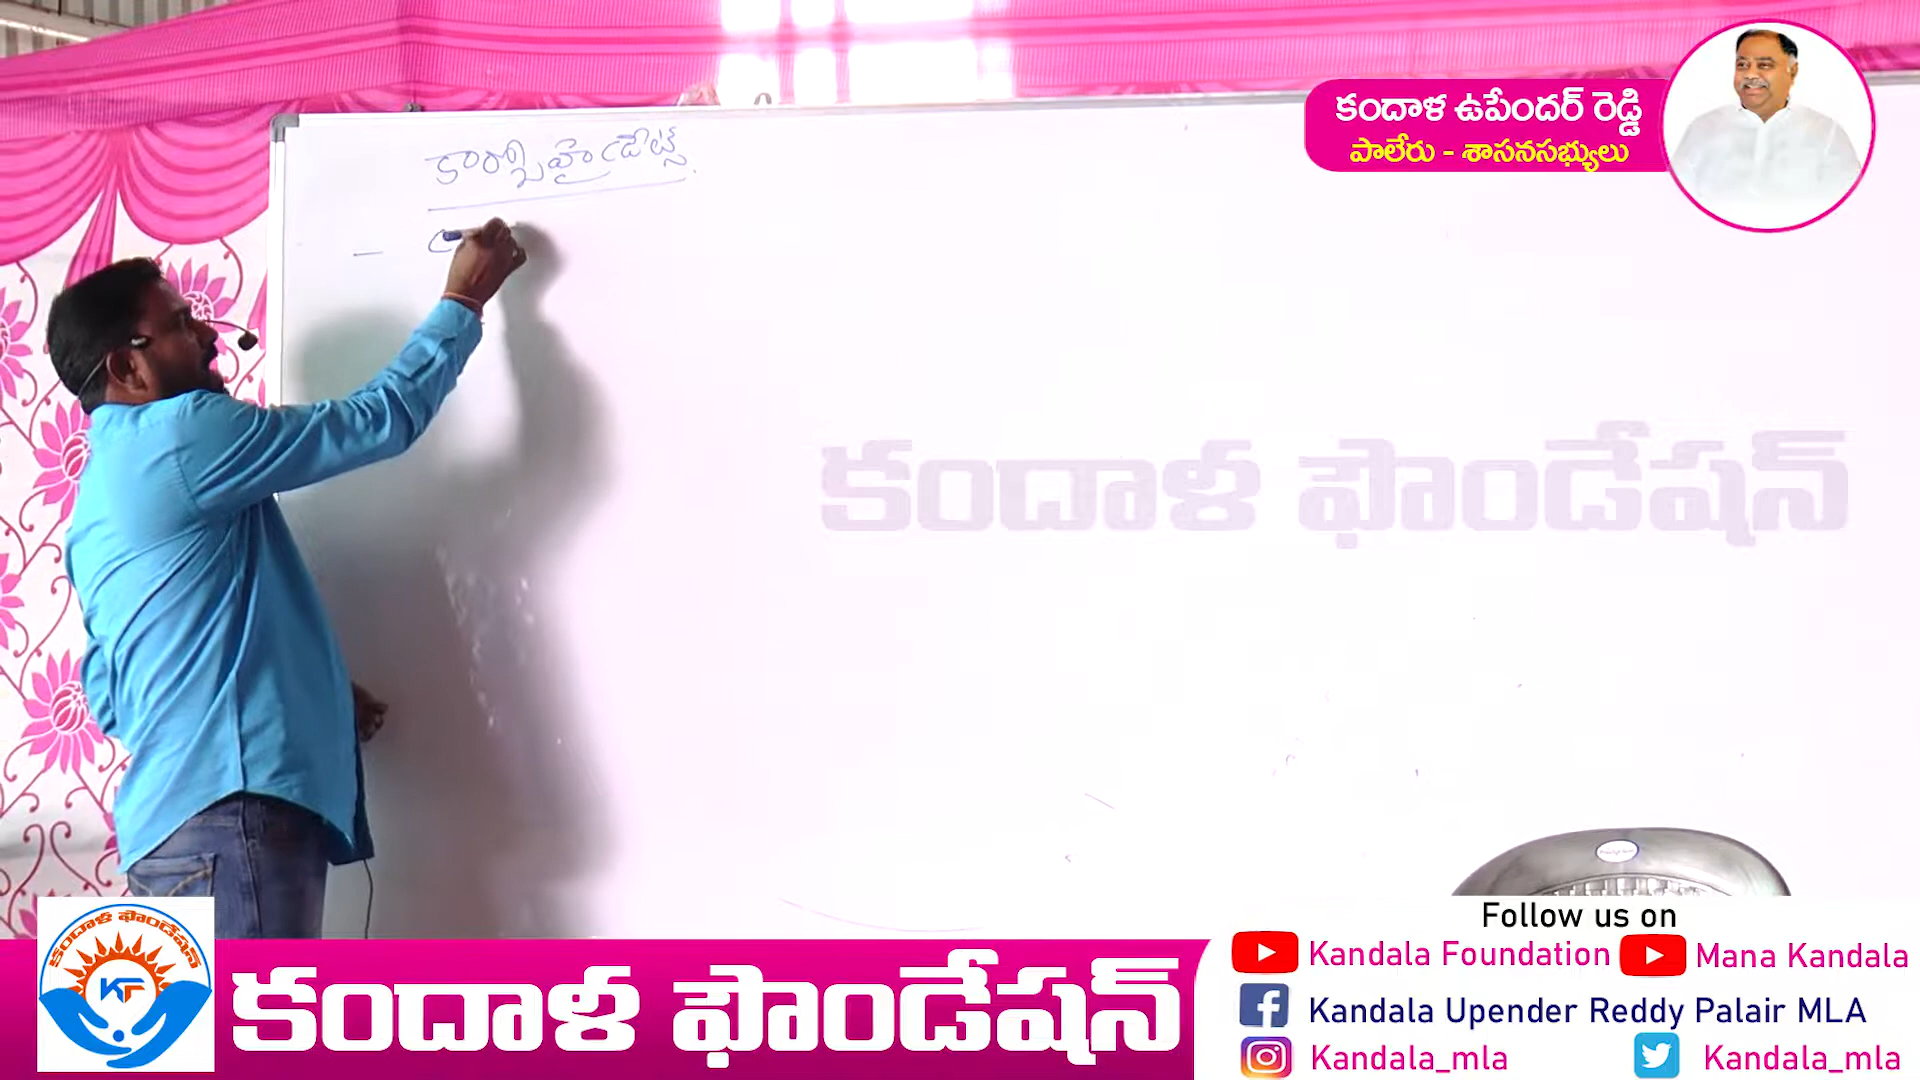 కందాళ ఉపేందర్ రెడ్డి
పాలేరు - శాసనసభ్యులు
కార్బోహైడ్రేట్స్
కందాళ ఫౌండేషన్
కందాళ ఫౌండేషన్
KF
కందాళ ఫౌండేషన్
Follow us on
Kandala Foundation Mana Kandala
Kandala Upender Reddy Palair MLA
Kandala_mla Kandala_mla